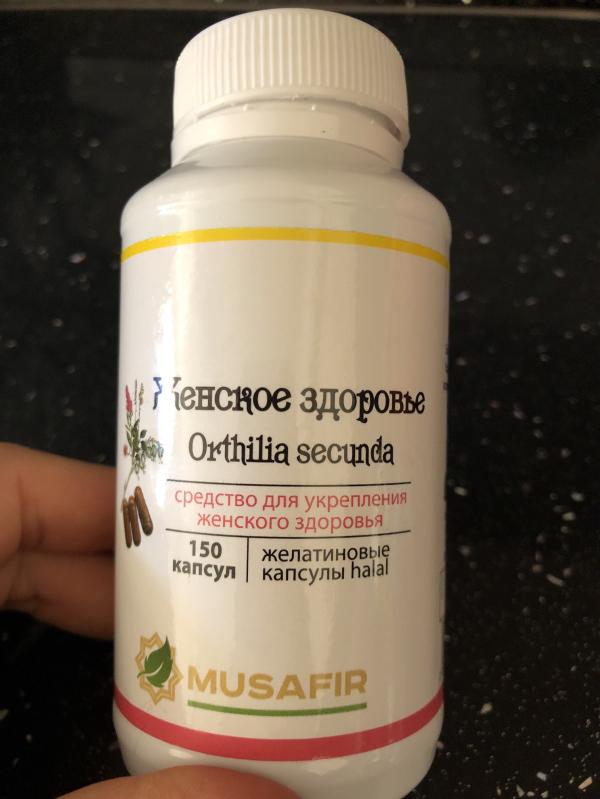 Женское здоровье
Orthilia secunda
средство для укрепления
женского здоровья
150
капсул
желатиновые
капсулы halal
MUSAFIR